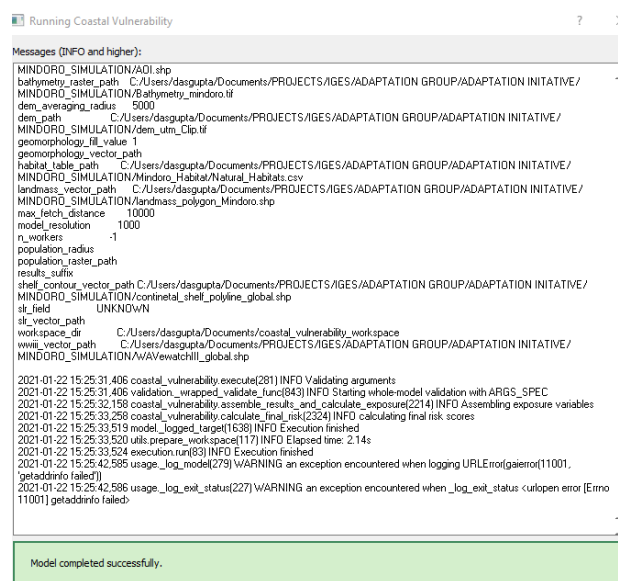 Running Coastal Vulnerability
?
Messages (INFO and higher):
MINDORO_SIMULATION/AOI.shp
bathymetry_raster_path C:/Users/dasgupta/Documents/PROJECTS/IGES/ADAPTATION GROUP/ADAPTATION INITATIVE/
MINDORO_SIMULATION/Bathymetry_mindoro.tif
dem_averaging_radius 5000
dem_path C:/Users/dasgupta/Documents/PROJECTS/IGES/ADAPTATION GROUP/ADAPTATION INITATIVE/
MINDORO_SIMULATION/dem_utm_Clip.tif
geomorphology_fill_value 1
geomorphology_vector_path
habitat_table_path C:/Users/dasgupta/Documents/PROJECTS/IGES/ADAPTATION GROUP/ADAPTATION INITATIVE/
MINDORO_SIMULATION/Mindoro_Habitat/Natural_Habitats.csv
landmass_vector_path C:/Users/dasgupta/Documents/PROJECTS/IGES/ADAPTATION GROUP/ADAPTATION INITATIVE/
MINDORO_SIMULATION/landmass_polygon_Mindoro.shp
max_fetch_distance 10000
model_resolution 1000
n_workers -1
population_radius
population_raster_path
results_suffix
shelf_contour_vector_path C:/Users/dasgupta/Documents/PROJECTS/IGES/ADAPTATION GROUP/ADAPTATION INITATIVE/
MINDORO_SIMULATION/continetal_shelf_polyline_global.shp
slr_field UNKNOWN
slr_vector_path
workspace_dir C:/Users/dasgupta/Documents/coastal_vulnerability_workspace
wwiii_vector_path C:/Users/dasgupta/Documents/PROJECTS/IGES/ADAPTATION GROUP/ADAPTATION INITATIVE/
MINDORO_SIMULATION/WAVewatchIII_global.shp
2021-01-22 15:25:31,406 coastal_vulnerability.execute(281) INFO Validating arguments
2021-01-22 15:25:31,406 validation._wrapped_validate_func(843) INFO Starting whole-model validation with ARGS_SPEC
2021-01-22 15:25:32,158 coastal_vulnerability.assemble_results_and_calculate_exposure(2214) INFO Assembling exposure variables
2021-01-22 15:25:33,258 coastal_vulnerability.calculate_final_risk(2324) INFO calculating final risk scores
2021-01-22 15:25:33,519 model._logged_target(1638) INFO Execution finished
2021-01-22 15:25:33,520 utils.prepare_workspace(117) INFO Elapsed time: 2.14s
2021-01-22 15:25:33,524 execution.run(83) INFO Execution finished
2021-01-22 15:25:42,585 usage._log_model(279) WARNING an exception encountered when logging URLError(gaierror(11001,
'getaddrinfo failed'))
2021-01-22 15:25:42,586 usage._log_exit_status(227) WARNING an exception encountered when _log_exit_status <urlopen error [Errno
11001] getaddrinfo failed>
Model completed successfully.